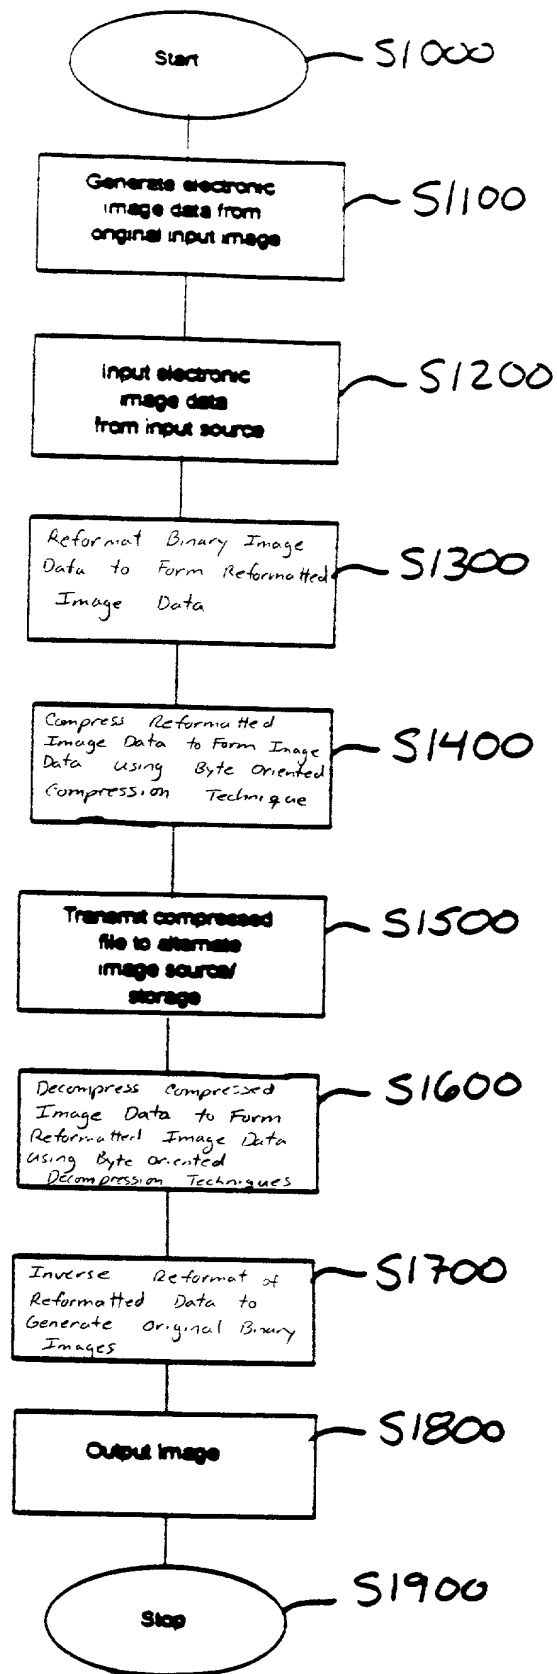 Start
S1000
Generate electronic
image data from
original input image
S1100
Input electronic
image data
from input source
S1200
Reformat Binary Image
Data to Form Reformatted
Image Data
S1300
Compress Reformatted
Image Data to Form Image
Data using Byte Oriented
Compression Technique
S1400
Transmit compressed
file to alternate
image source/
storage
S1500
Decompress Compressed
Image Data to Form
Reformatted Image Data
using Byte Oriented
Decompression Techniques
S1600
Inverse Reformat of
Reformatted Data to
Generate Original Binary
Images
S1700
Output Image
S1800
Stop
S1900